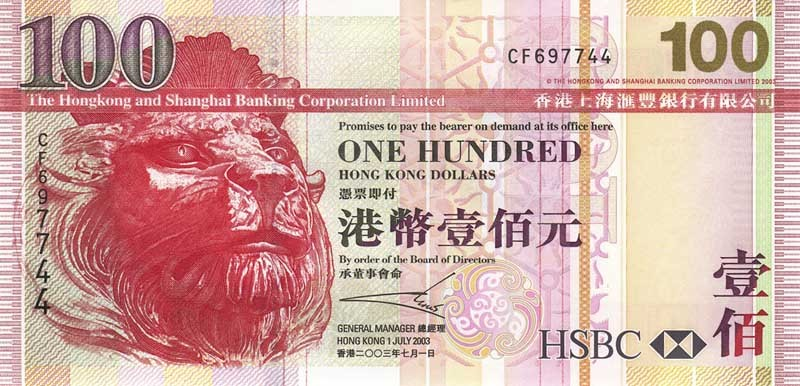 100
CF697744
100
© THE HONGKONG AND SHANGHAI BANKING CORPORATION LIMITED 2003
The Hongkong and Shanghai Banking Corporation Limited
香港上海滙豐銀行有限公司
CF697744
Promises to pay the bearer on demand at its office here
ONE HUNDRED
HONG KONG DOLLARS
憑票即付
港幣壹佰元
By order of the Board of Directors
承董事會命
GENERAL MANAGER 總經理
HONG KONG 1 JULY 2003
香港二〇〇三年七月一日
HSBC
壹佰